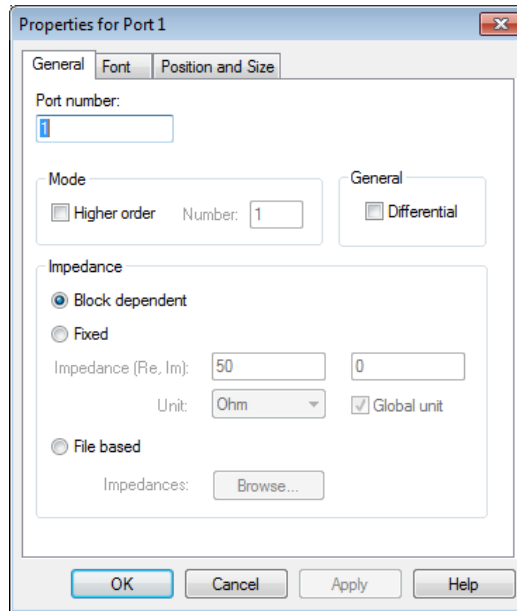 Properties for Port 1
General Font Position and Size
Port number:
1
Mode
General
Higher order Number: 1
Differential
Impedance
Block dependent
Fixed
Impedance (Re, Im): 50 0
Unit: Ohm Global unit
File based
Impedances: Browse...
OK Cancel Apply Help